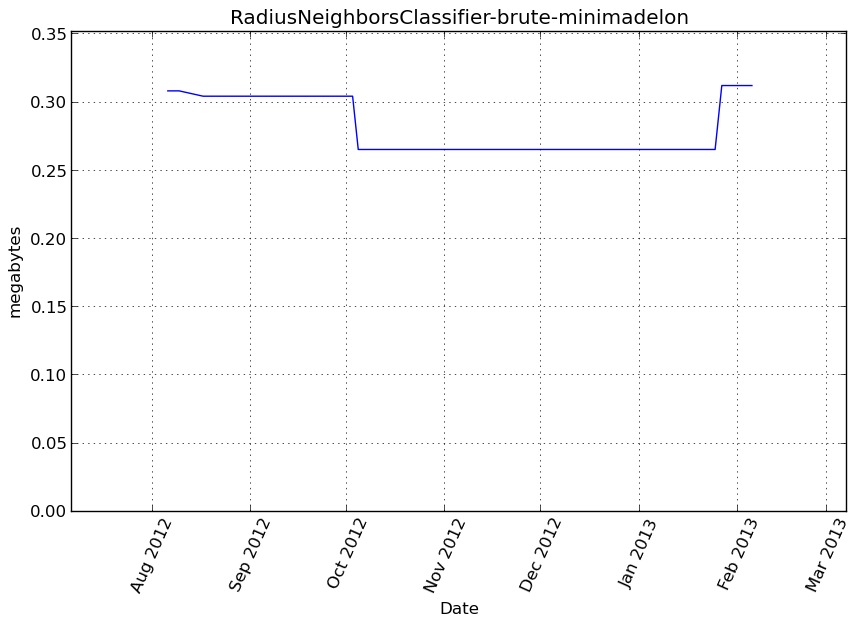 RadiusNeighborsClassifier-brute-minimadelon
0.35
0.30
0.25
0.20
0.15
0.10
0.05
0.00
megabytes
Aug 2012
Sep 2012
Oct 2012
Nov 2012
Dec 2012
Jan 2013
Feb 2013
Mar 2013
Date